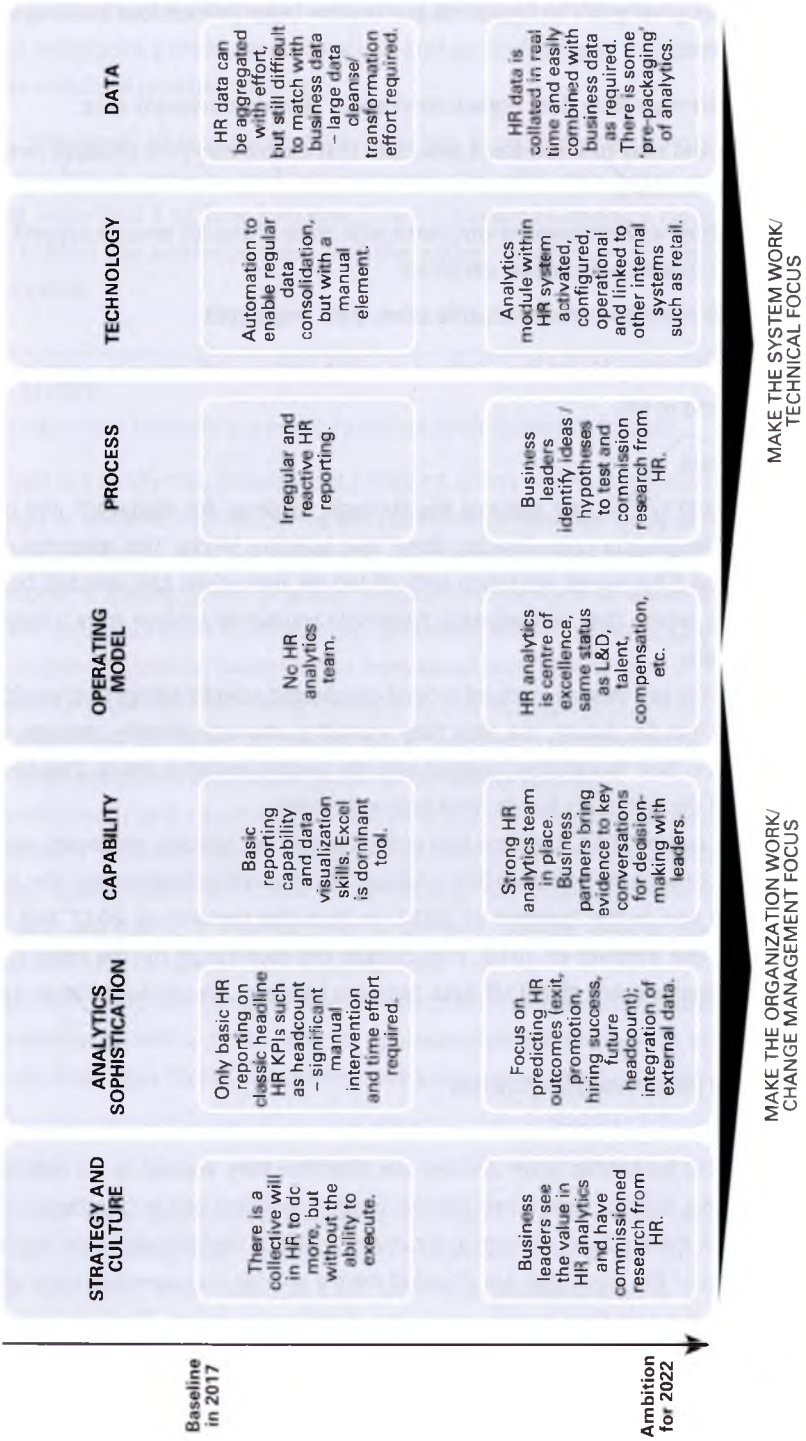 STRATEGY AND
CULTURE
ANALYTICS
SOPHISTICATION
CAPABILITY
OPERATING
MODEL
PROCESS
TECHNOLOGY
DATA
Baseline
in 2017
There is a
collective will
in HR to do
more, but
without the
ability to
execute.
Only basic HR
reporting on
classic headline
HR KPIs such
as headcount
– significant
manual
intervention
and time effort
required.
Basic
reporting
capability
and data
visualization
skills. Excel
is dominant
tool.
No HR
analytics
team.
Irregular and
reactive HR
reporting.
Automation to
enable regular
data
consolidation,
but with a
manual
element.
HR data can
be aggregated
with effort,
but still difficult
to match with
business data
– large data
cleanse/
transformation
effort required.
Ambition
for 2022
Business
leaders see
the value in
HR analytics
and have
commissioned
research from
HR.
Focus on
predicting HR
outcomes (exit,
promotion,
hiring success,
future
headcount);
integration of
external data.
Strong HR
analytics team
in place.
Business
partners bring
evidence to key
conversations
for decision-
making with
leaders.
HR analytics
is centre of
excellence,
same status
as L&D,
talent,
compensation,
etc.
Business
leaders
identify ideas /
hypotheses
to test and
commission
research from
HR.
Analytics
module within
HR system
activated,
configured,
operational
and linked to
other internal
systems
such as retail.
HR data is
collated in real
time and easily
combined with
business data
as required.
There is some
'pre-packaging'
of analytics.
MAKE THE ORGANIZATION WORK/
CHANGE MANAGEMENT FOCUS
MAKE THE SYSTEM WORK/
TECHNICAL FOCUS